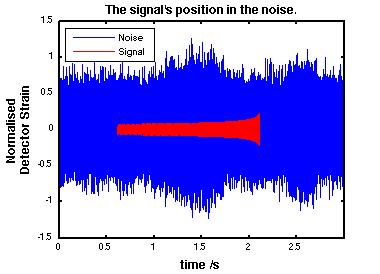 The signal's position in the noise.
Noise
Signal
Normalised
Detector Strain
1.5
1
0.5
0
-0.5
-1
-1.5
0 0.5 1 1.5 2 2.5
time /s